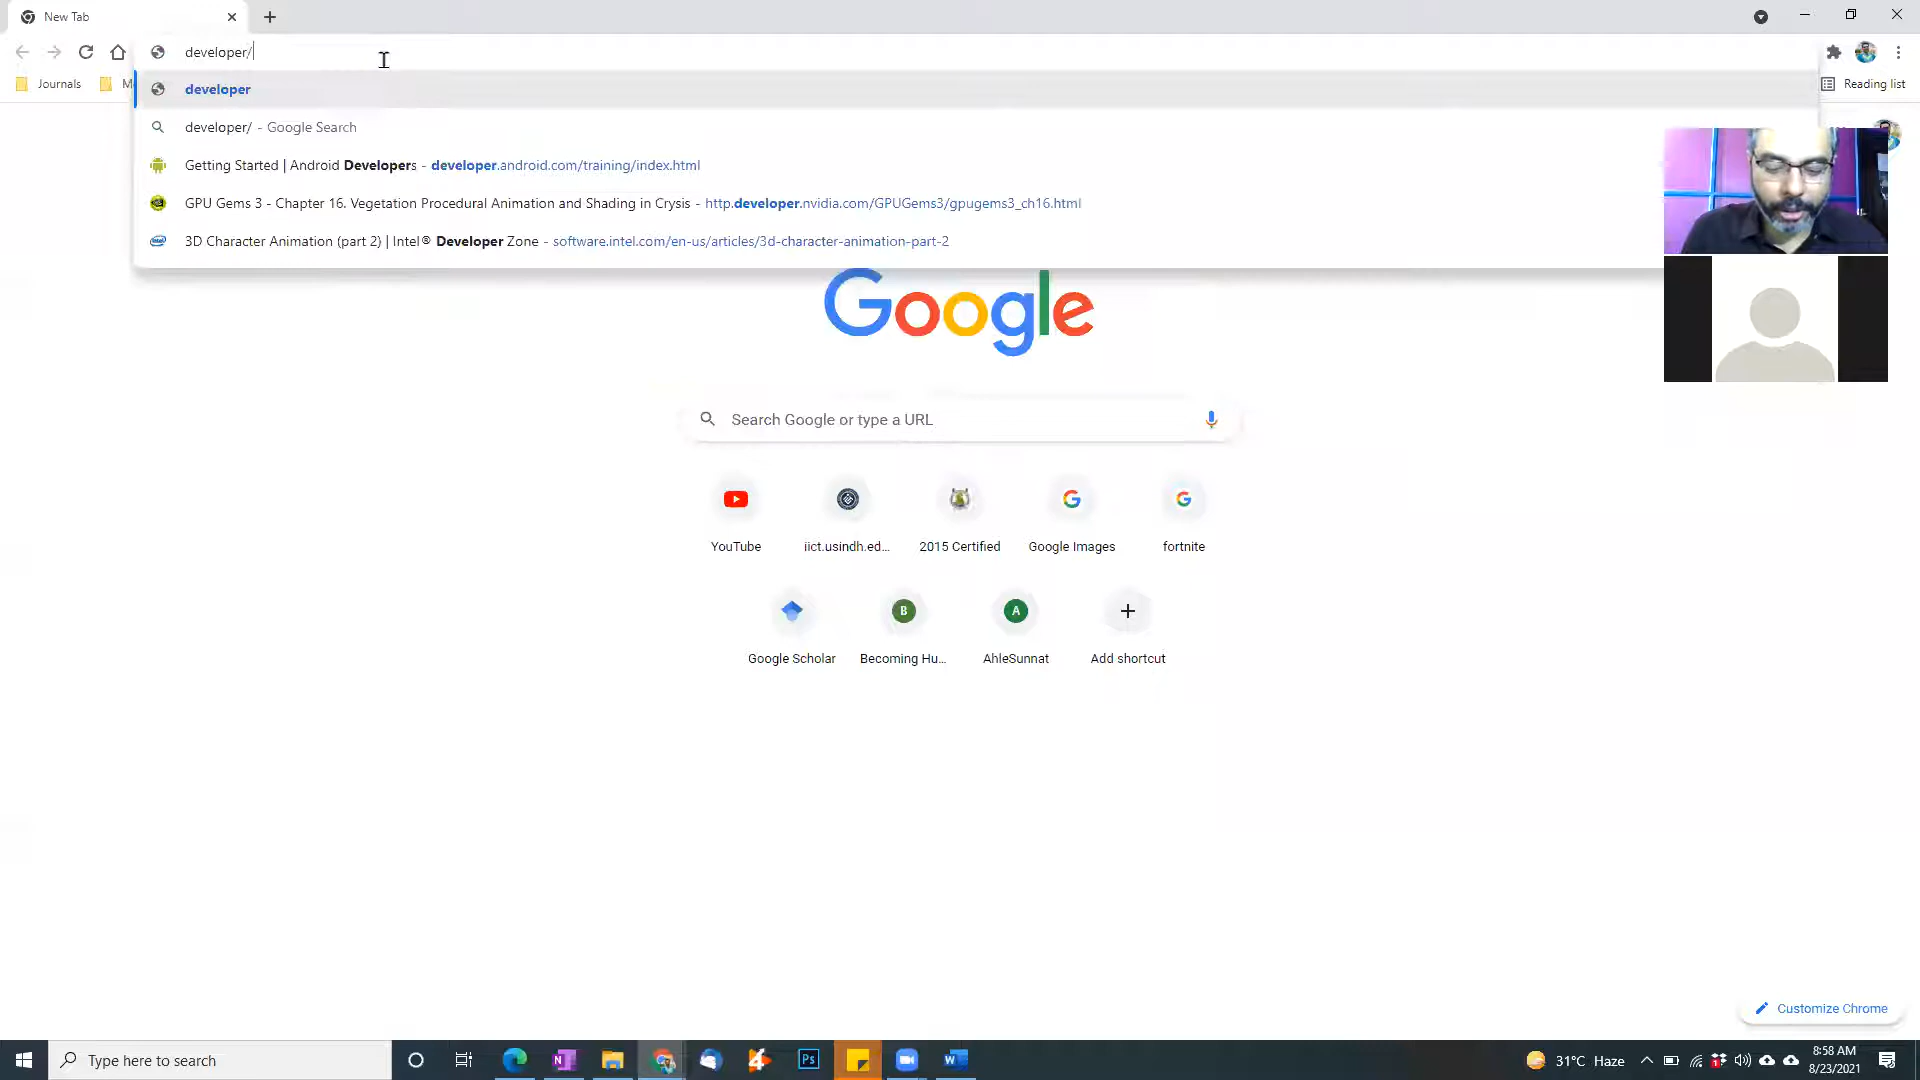 New Tab
developer/
Journals
M
Reading list
developer
developer/ - Google Search
Getting Started | Android Developers - developer.android.com/training/index.html
GPU Gems 3 - Chapter 16. Vegetation Procedural Animation and Shading in Crysis - http.developer.nvidia.com/GPUGems3/gpugems3_ch16.html
3D Character Animation (part 2) | Intel® Developer Zone - software.intel.com/en-us/articles/3d-character-animation-part-2
Google
Search Google or type a URL
YouTube
iict.usindh.ed...
2015 Certified
Google Images
fortnite
B
A
Google Scholar
Becoming Hu...
AhleSunnat
Add shortcut
Customize Chrome
Type here to search
N
Ps
W
31°C Haze
8:58 AM
8/23/2021